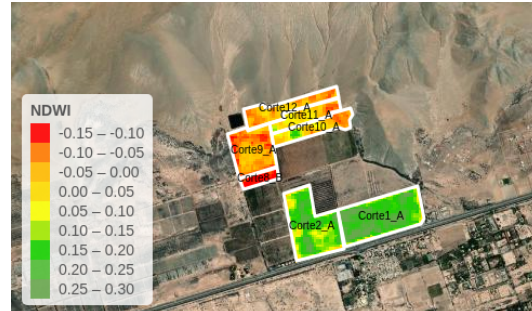 NDWI
-0.15 – -0.10
-0.10 – -0.05
-0.05 – 0.00
0.00 – 0.05
0.05 – 0.10
0.10 – 0.15
0.15 – 0.20
0.20 – 0.25
0.25 – 0.30
Corte12_A
Corte11_A
Corte10_A
Corte9_A
Corte8_B
Corte2_A
Corte1_A